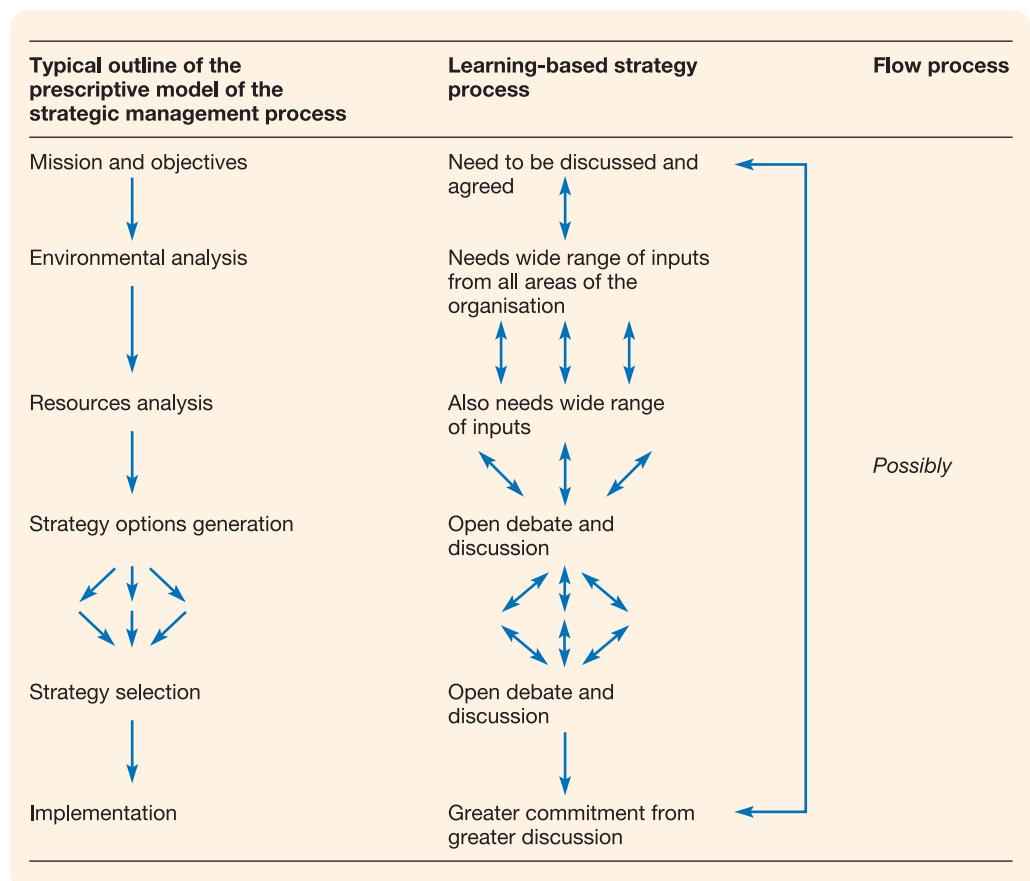 Typical outline of the
prescriptive model of the
strategic management process
Learning-based strategy
process
Flow process
Mission and objectives
Need to be discussed and
agreed
Environmental analysis
Needs wide range of inputs
from all areas of the
organisation
Resources analysis
Also needs wide range
of inputs
Possibly
Strategy options generation
Open debate and
discussion
Strategy selection
Open debate and
discussion
Implementation
Greater commitment from
greater discussion